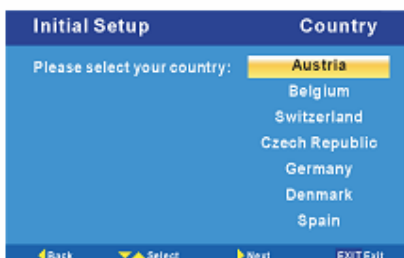 Initial Setup Country
Please select your country: Austria
Belgium
Switzerland
Czech Republic
Germany
Denmark
Spain
Back Select Next EXIT Exit